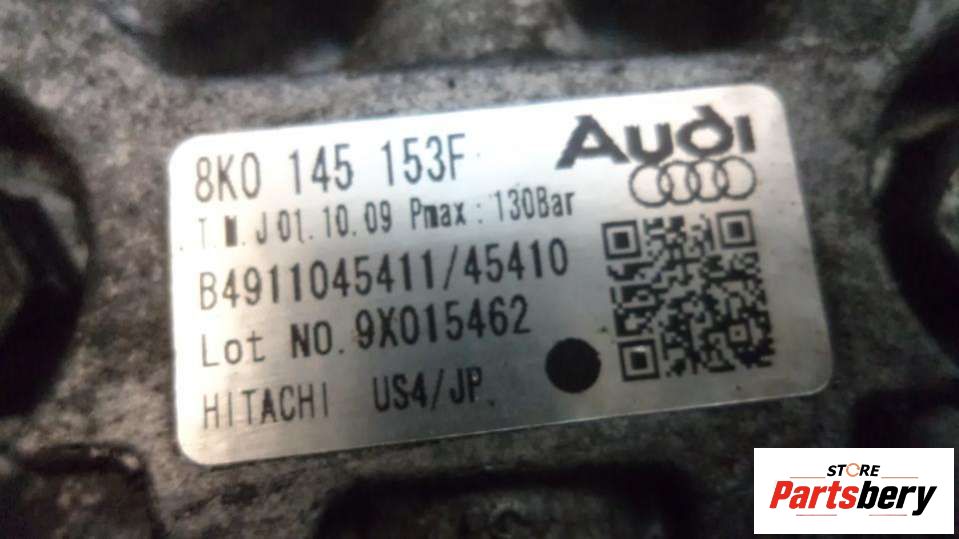 8K0 145 153F
Audi
T.M.J 01.10.09 Pmax : 130Bar
B4911045411/45410
Lot NO. 9X015462
HITACHI US4/JP
STORE
Partsbery